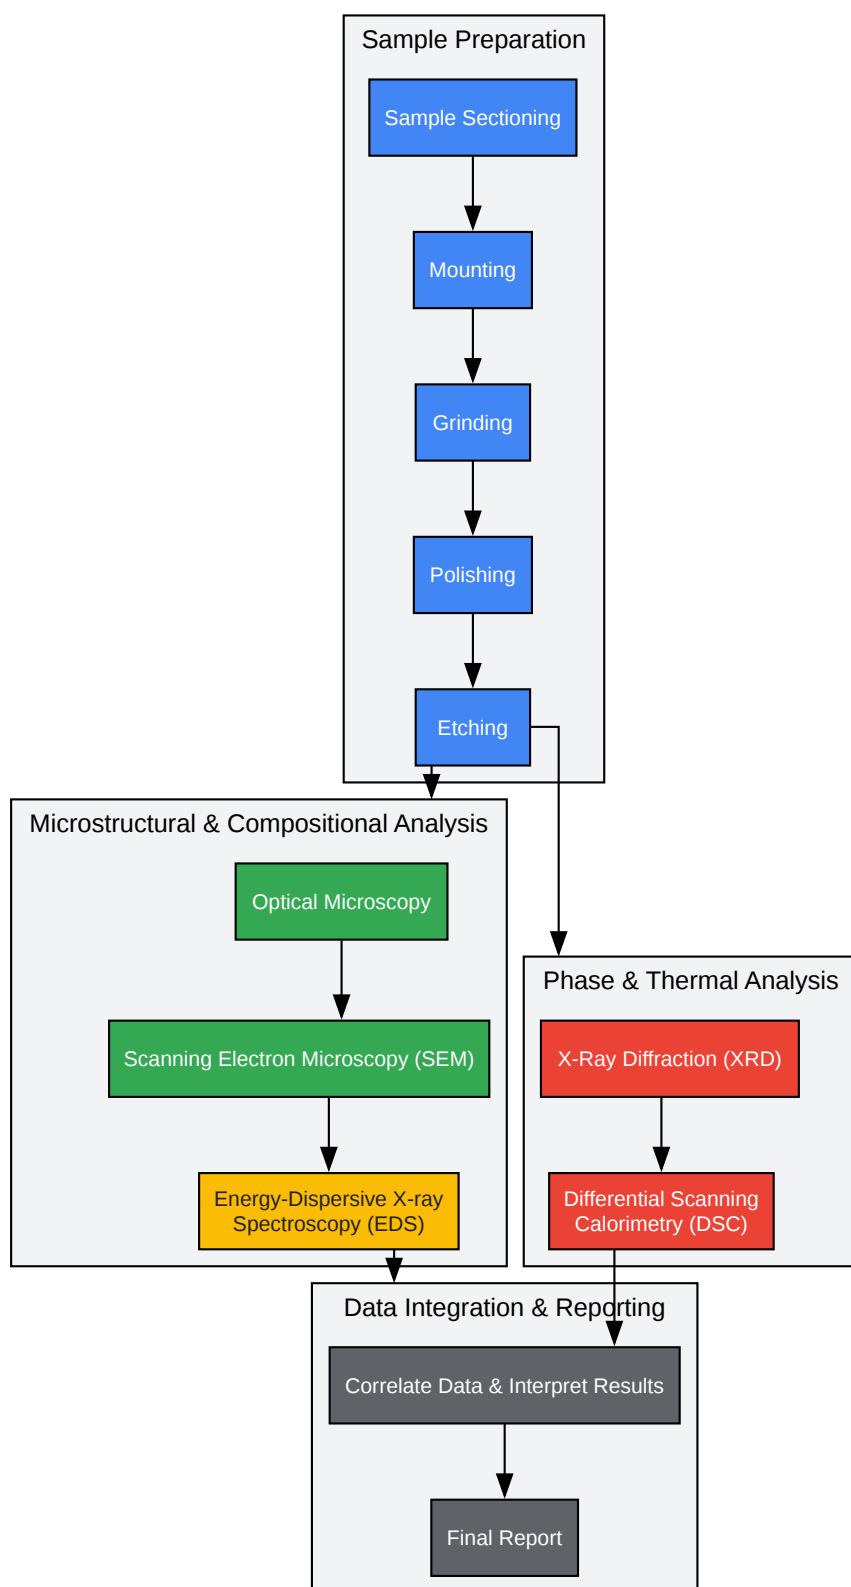 Sample Preparation
Sample Sectioning
Mounting
Grinding
Polishing
Etching
Microstructural & Compositional Analysis
Optical Microscopy
Scanning Electron Microscopy (SEM)
Energy-Dispersive X-ray
Spectroscopy (EDS)
Phase & Thermal Analysis
X-Ray Diffraction (XRD)
Differential Scanning
Calorimetry (DSC)
Data Integration & Reporting
Correlate Data & Interpret Results
Final Report